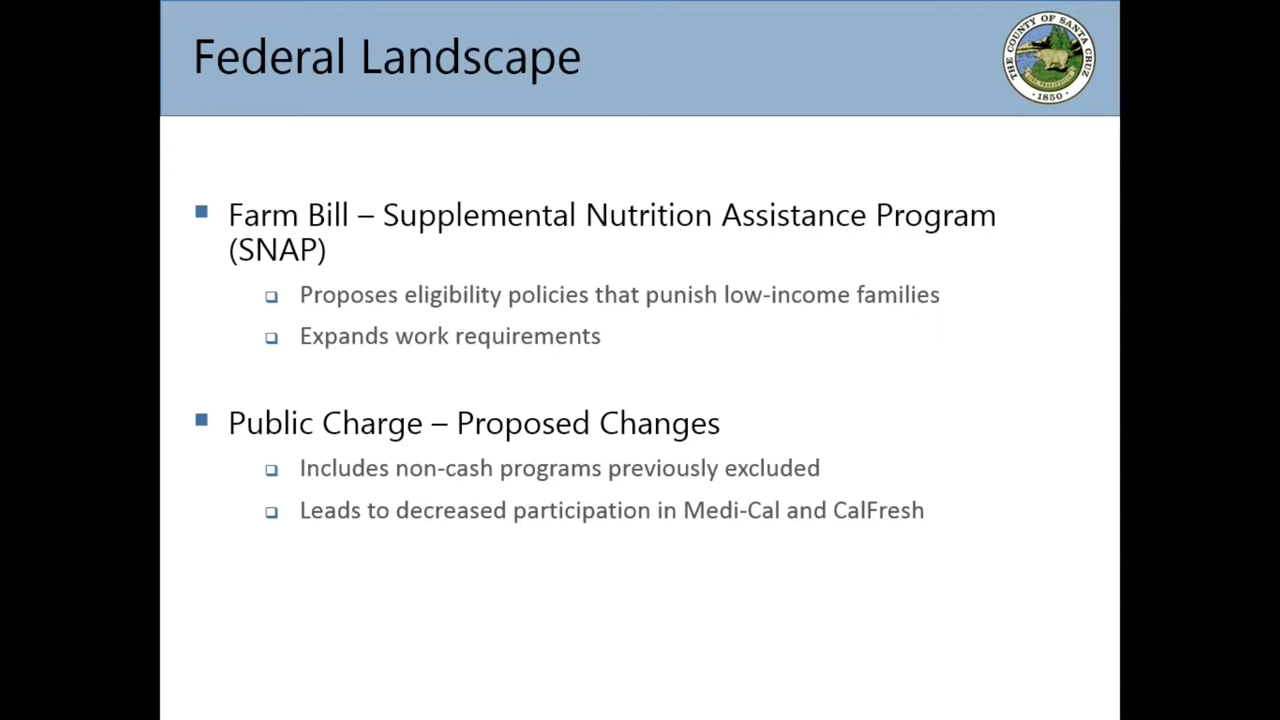 Federal Landscape
THE COUNTY OF SANTA CRUZ
1850
Farm Bill – Supplemental Nutrition Assistance Program
(SNAP)
Proposes eligibility policies that punish low-income families
Expands work requirements
Public Charge – Proposed Changes
Includes non-cash programs previously excluded
Leads to decreased participation in Medi-Cal and CalFresh